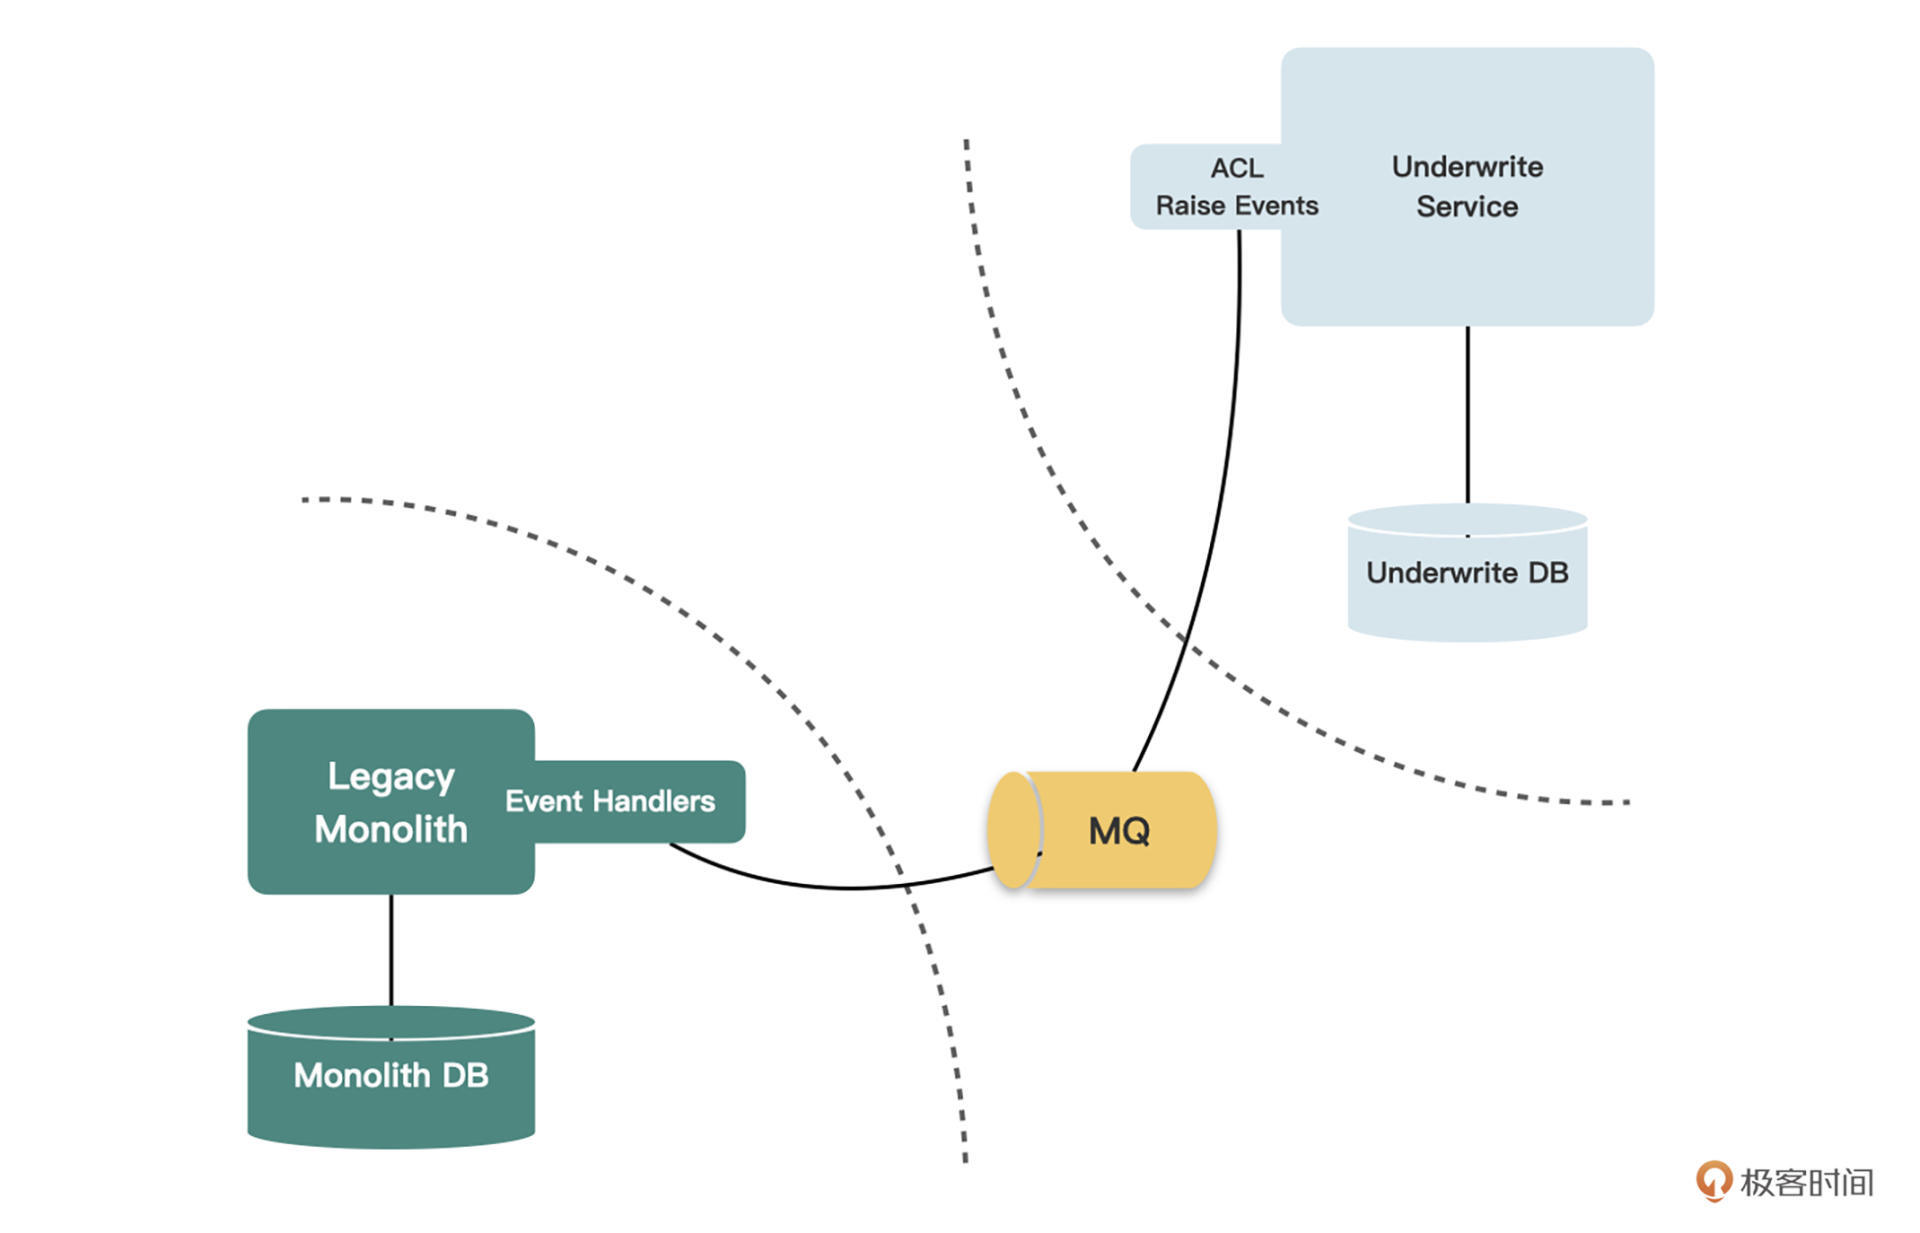 ACL
Raise Events
Underwrite
Service
Underwrite DB
Legacy
Monolith
Event Handlers
MQ
Monolith DB
极客时间